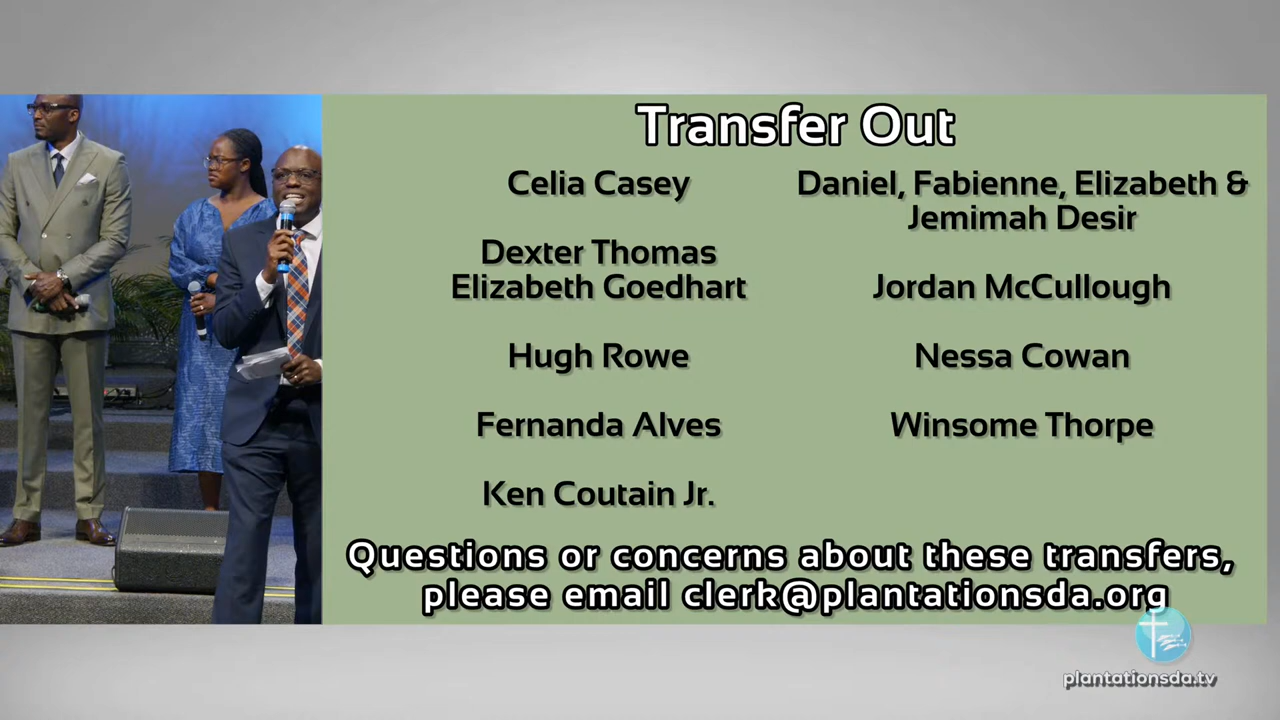 Transfer Out
Celia Casey
Dexter Thomas
Elizabeth Goedhart
Hugh Rowe
Fernanda Alves
Ken Coutain Jr.
Daniel, Fabienne, Elizabeth &
Jemimah Desir
Jordan McCullough
Nessa Cowan
Winsome Thorpe
Questions or concerns about these transfers,
please email clerk@plantationsda.org
plantationsda.tv